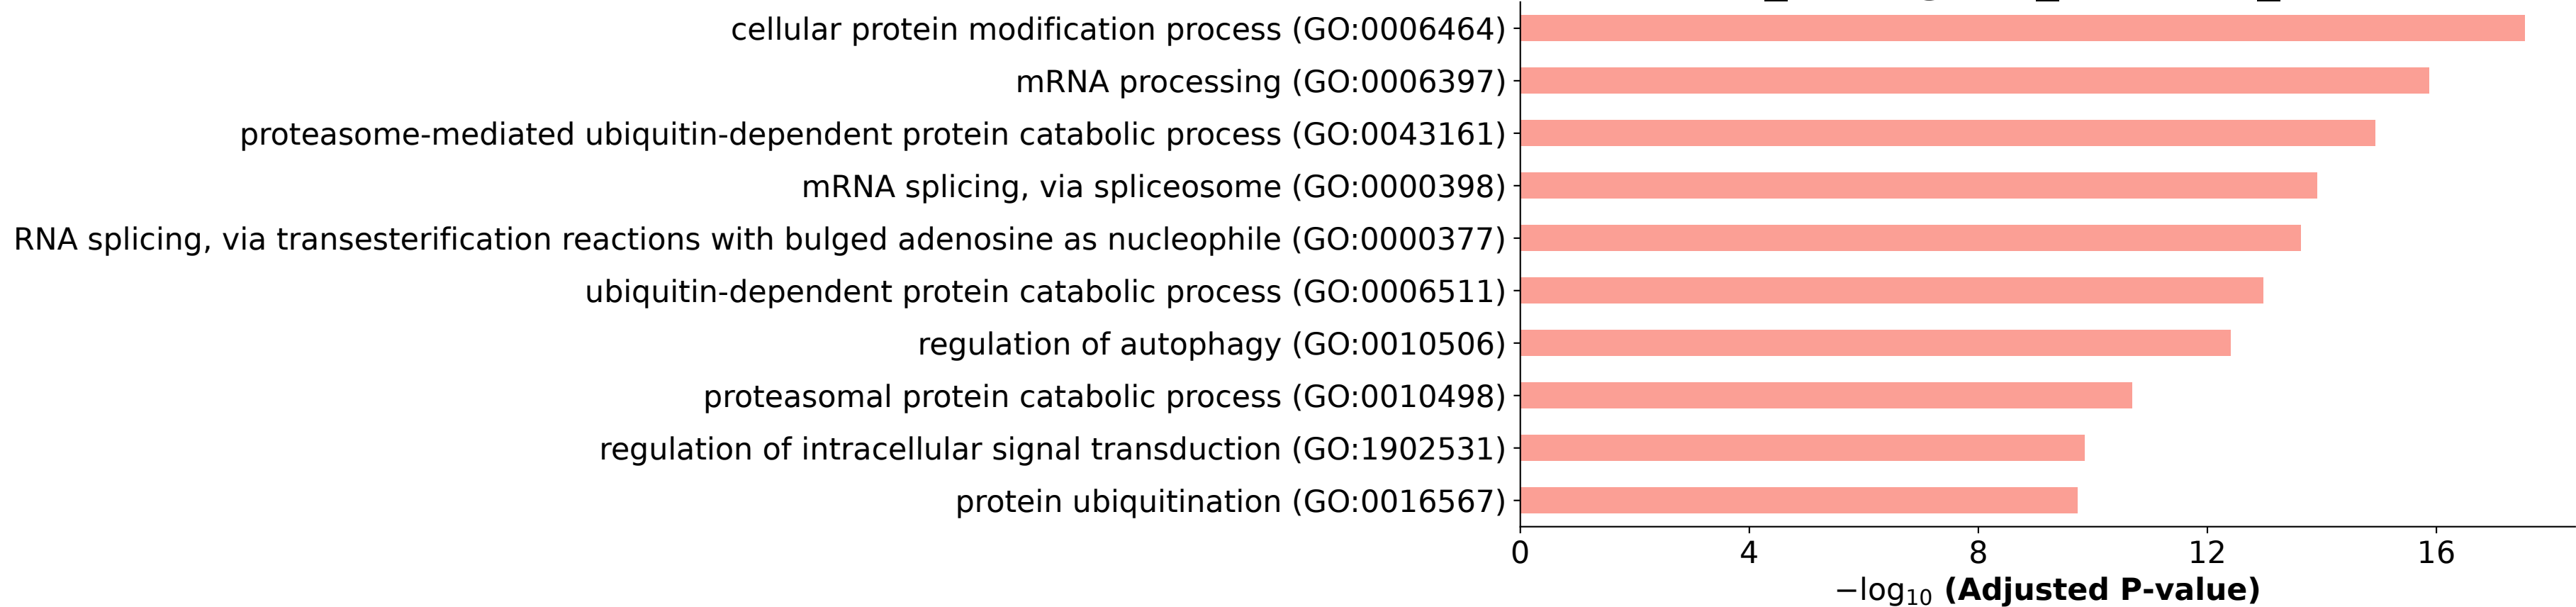 cellular protein modification process (GO:0006464)
mRNA processing (GO:0006397)
proteasome-mediated ubiquitin-dependent protein catabolic process (GO:0043161)
mRNA splicing, via spliceosome (GO:0000398)
RNA splicing, via transesterification reactions with bulged adenosine as nucleophile (GO:0000377)
ubiquitin-dependent protein catabolic process (GO:0006511)
regulation of autophagy (GO:0010506)
proteasomal protein catabolic process (GO:0010498)
regulation of intracellular signal transduction (GO:1902531)
protein ubiquitination (GO:0016567)
0 4 8 12 16
−log₁₀ (Adjusted P-value)